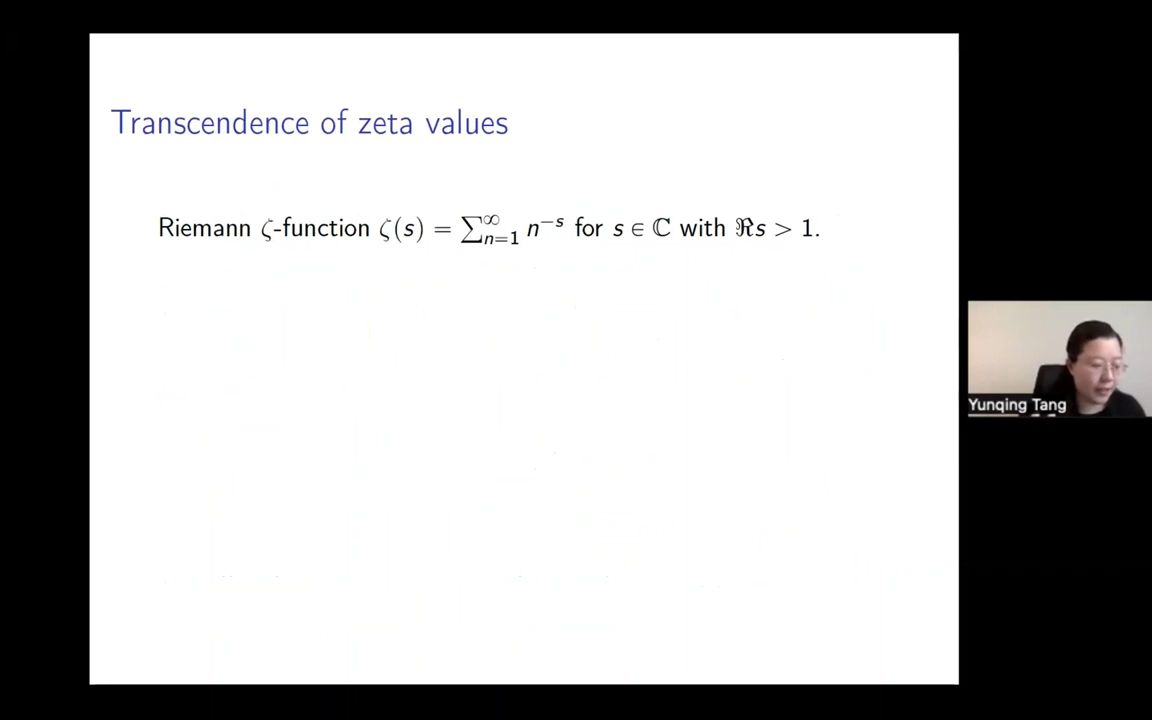 Transcendence of zeta values
Riemann ζ-function ζ(s) = ∑_{n=1}^{∞} n^{−s} for s ∈ ℂ with ℜs > 1.
Yunqing Tang